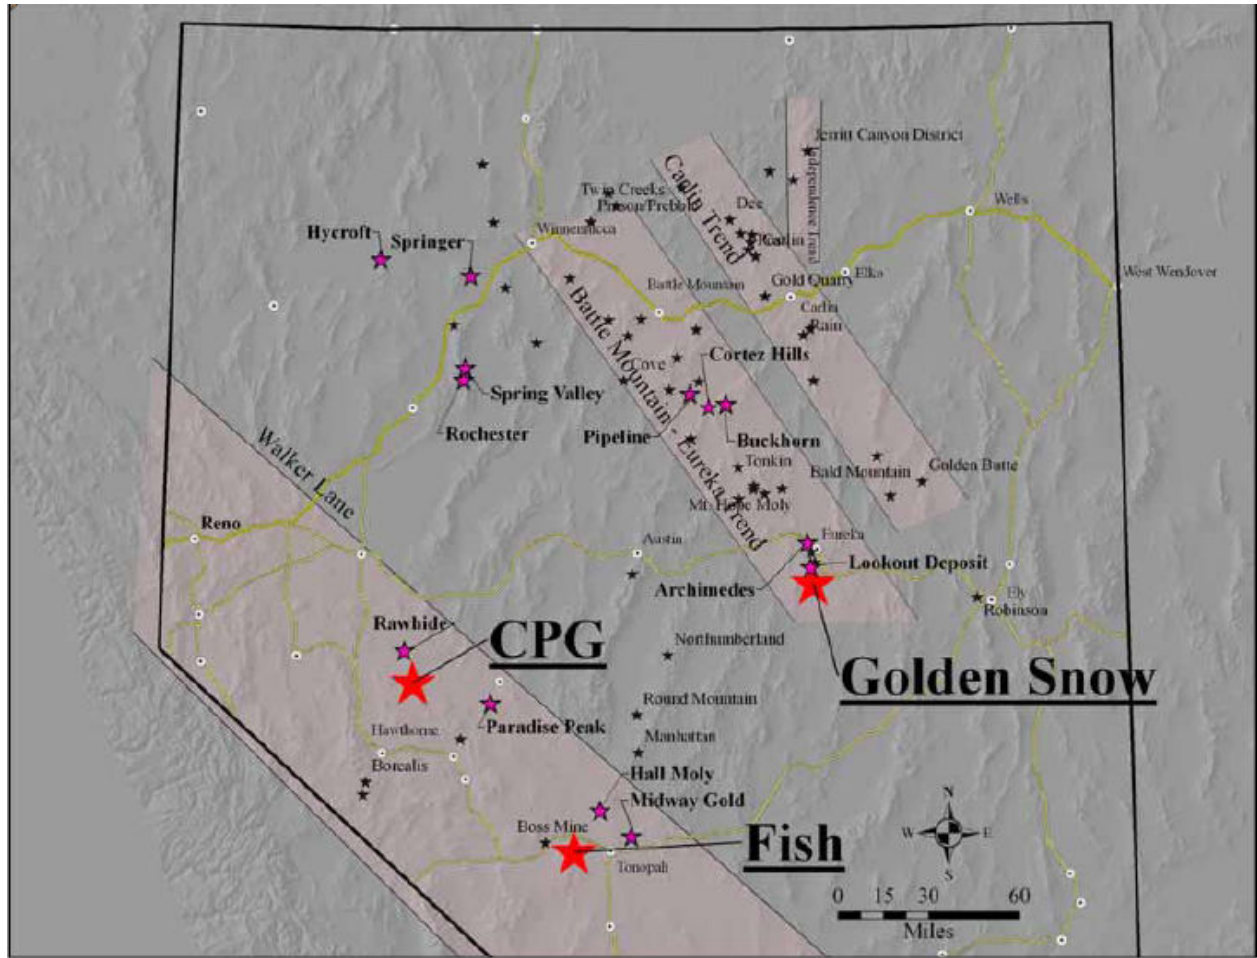 Jerritt Canyon District
Independence Trend
Carlin Trend
Twin Creeks
Pinson/Preble
Dee
Wells
Hycroft
Springer
Winnemucca
Carlin
West Wendover
Elko
Battle Mountain
Gold Quarry
Carlin
Rain
Battle Mountain - Eureka Trend
Cove
Cortez Hills
Spring Valley
Rochester
Pipeline
Buckhorn
Walker Lane
Tonkin
Bald Mountain
Golden Butte
Mt. Hope Moly
Reno
Austin
Eureka
Lookout Deposit
Archimedes
Ely
Robinson
Rawhide
CPG
Northumberland
Golden Snow
Round Mountain
Paradise Peak
Hawthorne
Manhattan
Borealis
Hall Moly
Midway Gold
Boss Mine
Fish
Tonopah
N
W E
S
0 15 30 60
Miles